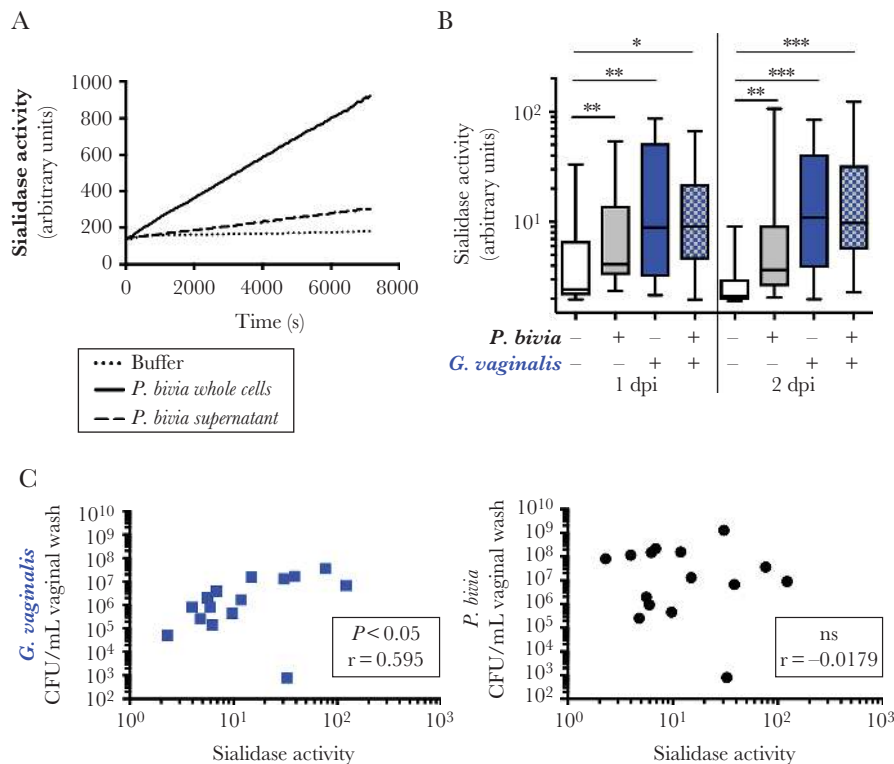 A
Sialidase activity
(arbitrary units)
1000
800
600
400
200
0
0 2000 4000 6000 8000
Time (s)
Buffer
P. bivia whole cells
P. bivia supernatant
B
Sialidase activity
(arbitrary units)
10²
10¹
* ***
** ***
** **
P. bivia – + – + – + – +
G. vaginalis – – + + – – + +
1 dpi 2 dpi
C
G. vaginalis
CFU/mL vaginal wash
10¹⁰
10⁹
10⁸
10⁷
10⁶
10⁵
10⁴
10³
10²
10⁰ 10¹ 10² 10³
Sialidase activity
P < 0.05
r = 0.595
P. bivia
CFU/mL vaginal wash
10¹⁰
10⁹
10⁸
10⁷
10⁶
10⁵
10⁴
10³
10²
10⁰ 10¹ 10² 10³
Sialidase activity
ns
r = –0.0179